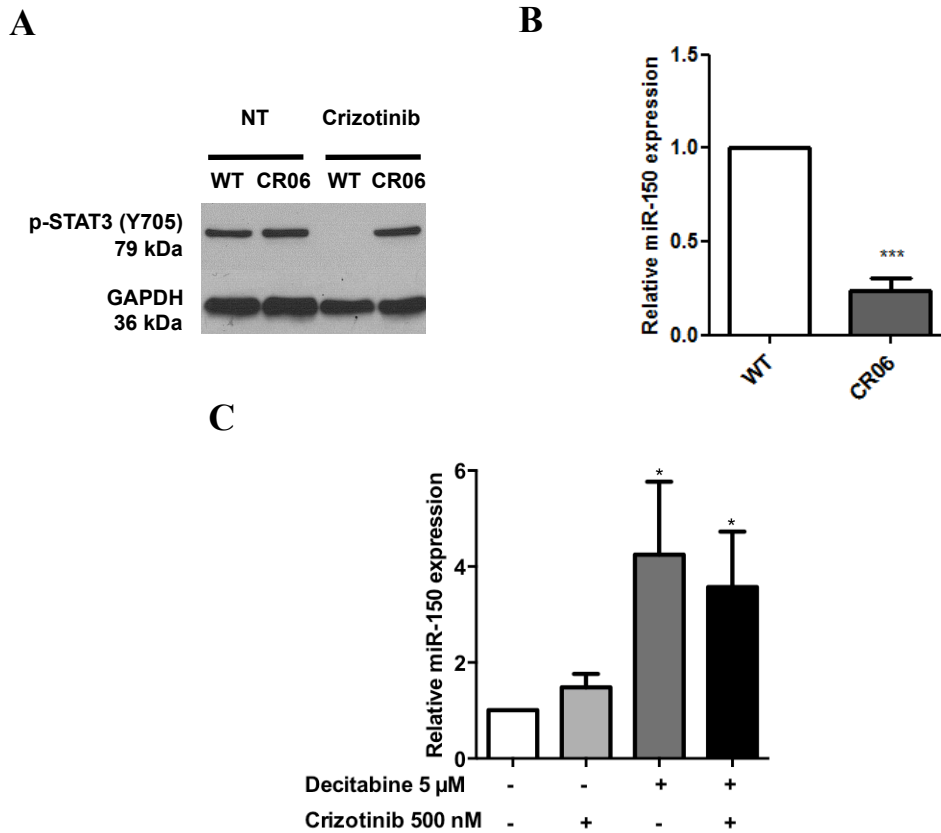 A
NT Crizotinib
WT CR06 WT CR06
p-STAT3 (Y705)
79 kDa
GAPDH
36 kDa
B
Relative miR-150 expression
1.5
1.0
0.5
0.0
***
WT
CR06
C
Relative miR-150 expression
6
4
2
0
*
*
Decitabine 5 µM - - + +
Crizotinib 500 nM - + - +